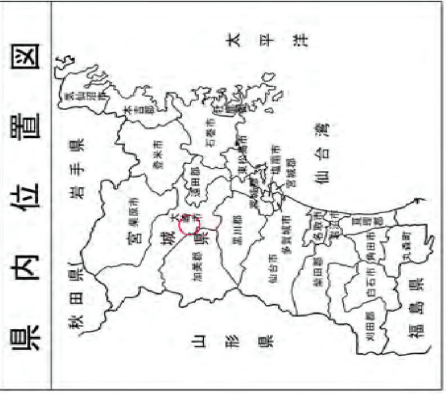 県内位置図
秋田県
岩手県
気仙沼市
本吉郡
栗原市
登米市
宮城県
大崎市
遠田郡
石巻市
加美郡
黒川郡
東松島市
塩竈市
宮城郡
仙台市
多賀城市
名取市
柴田郡
亘理郡
角田市
白石市
刈田郡
丸森町
山形県
福島県
仙台湾
太平洋